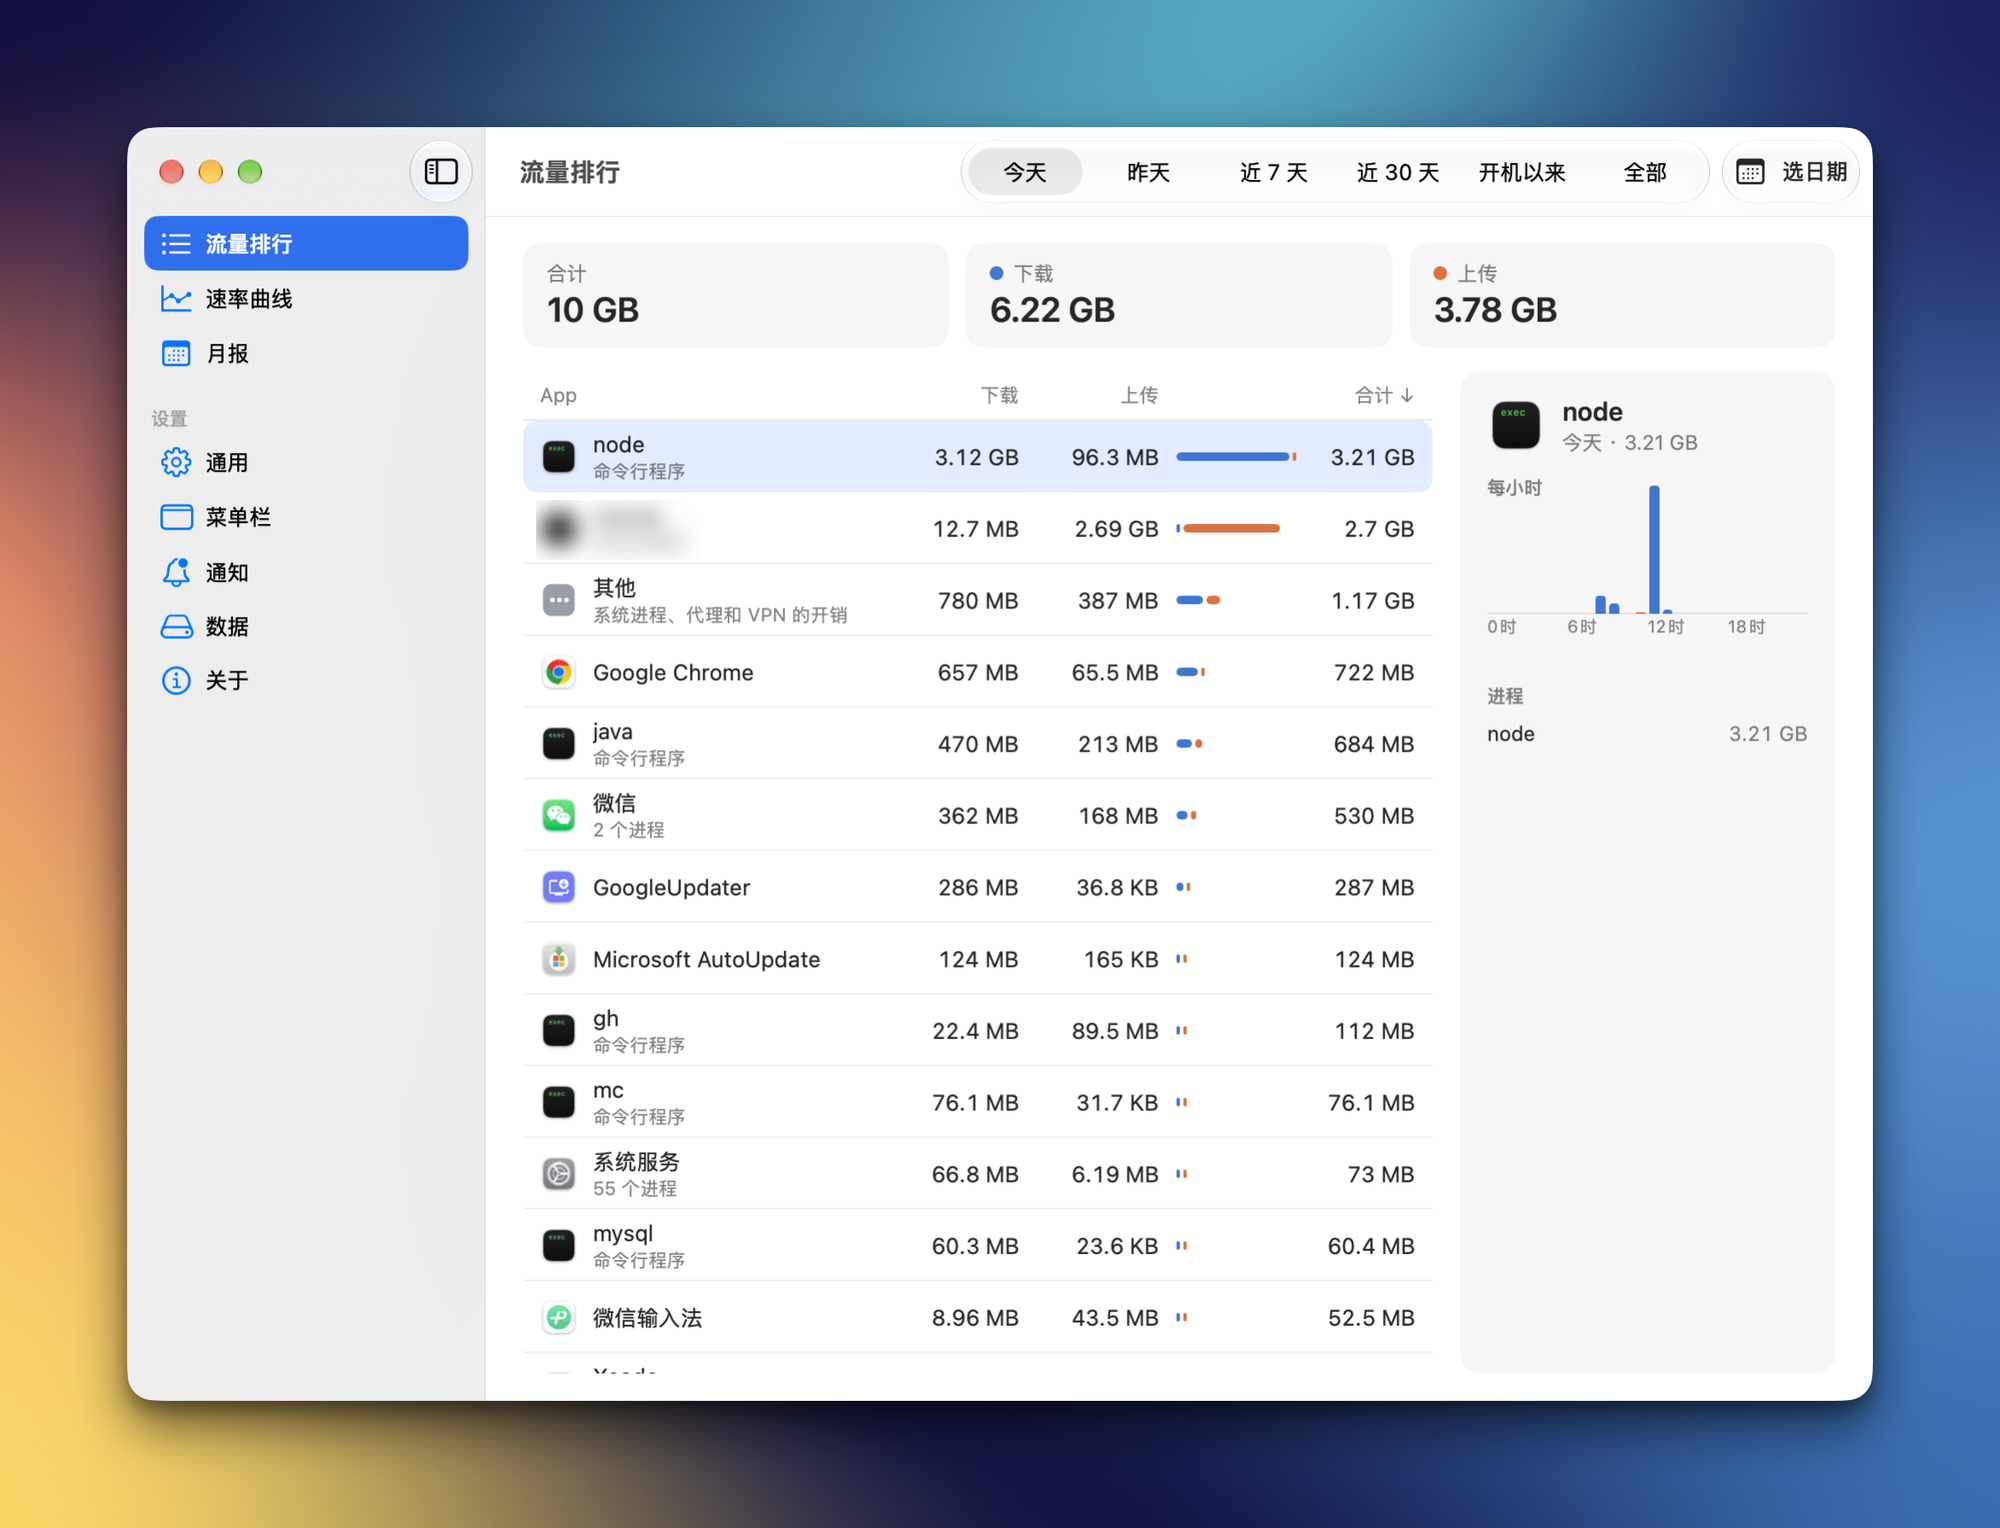 流量排行
今天
昨天
近 7 天
近 30 天
开机以来
全部
选日期
流量排行
速率曲线
月报
设置
通用
菜单栏
通知
数据
关于
合计
10 GB
下载
6.22 GB
上传
3.78 GB
App 下载 上传 合计 ↓
node
命令行程序
3.12 GB 96.3 MB 3.21 GB
12.7 MB 2.69 GB 2.7 GB
其他
系统进程、代理和 VPN 的开销
780 MB 387 MB 1.17 GB
Google Chrome 657 MB 65.5 MB 722 MB
java
命令行程序
470 MB 213 MB 684 MB
微信
2 个进程
362 MB 168 MB 530 MB
GoogleUpdater 286 MB 36.8 KB 287 MB
Microsoft AutoUpdate 124 MB 165 KB 124 MB
gh
命令行程序
22.4 MB 89.5 MB 112 MB
mc
命令行程序
76.1 MB 31.7 KB 76.1 MB
系统服务
55 个进程
66.8 MB 6.19 MB 73 MB
mysql
命令行程序
60.3 MB 23.6 KB 60.4 MB
微信输入法 8.96 MB 43.5 MB 52.5 MB
exec
node
今天 · 3.21 GB
每小时
0时 6时 12时 18时
进程
node 3.21 GB